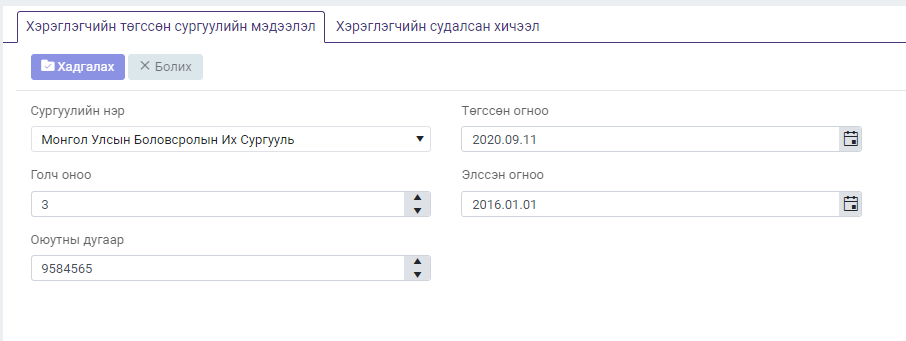 Хэрэглэгчийн төгссөн сургуулийн мэдээлэл
Хэрэглэгчийн судалсан хичээл
Хадгалах
Болих
Сургуулийн нэр
Төгссөн огноо
Монгол Улсын Боловсролын Их Сургууль
2020.09.11
Голч оноо
Элссэн огноо
3
2016.01.01
Оюутны дугаар
9584565